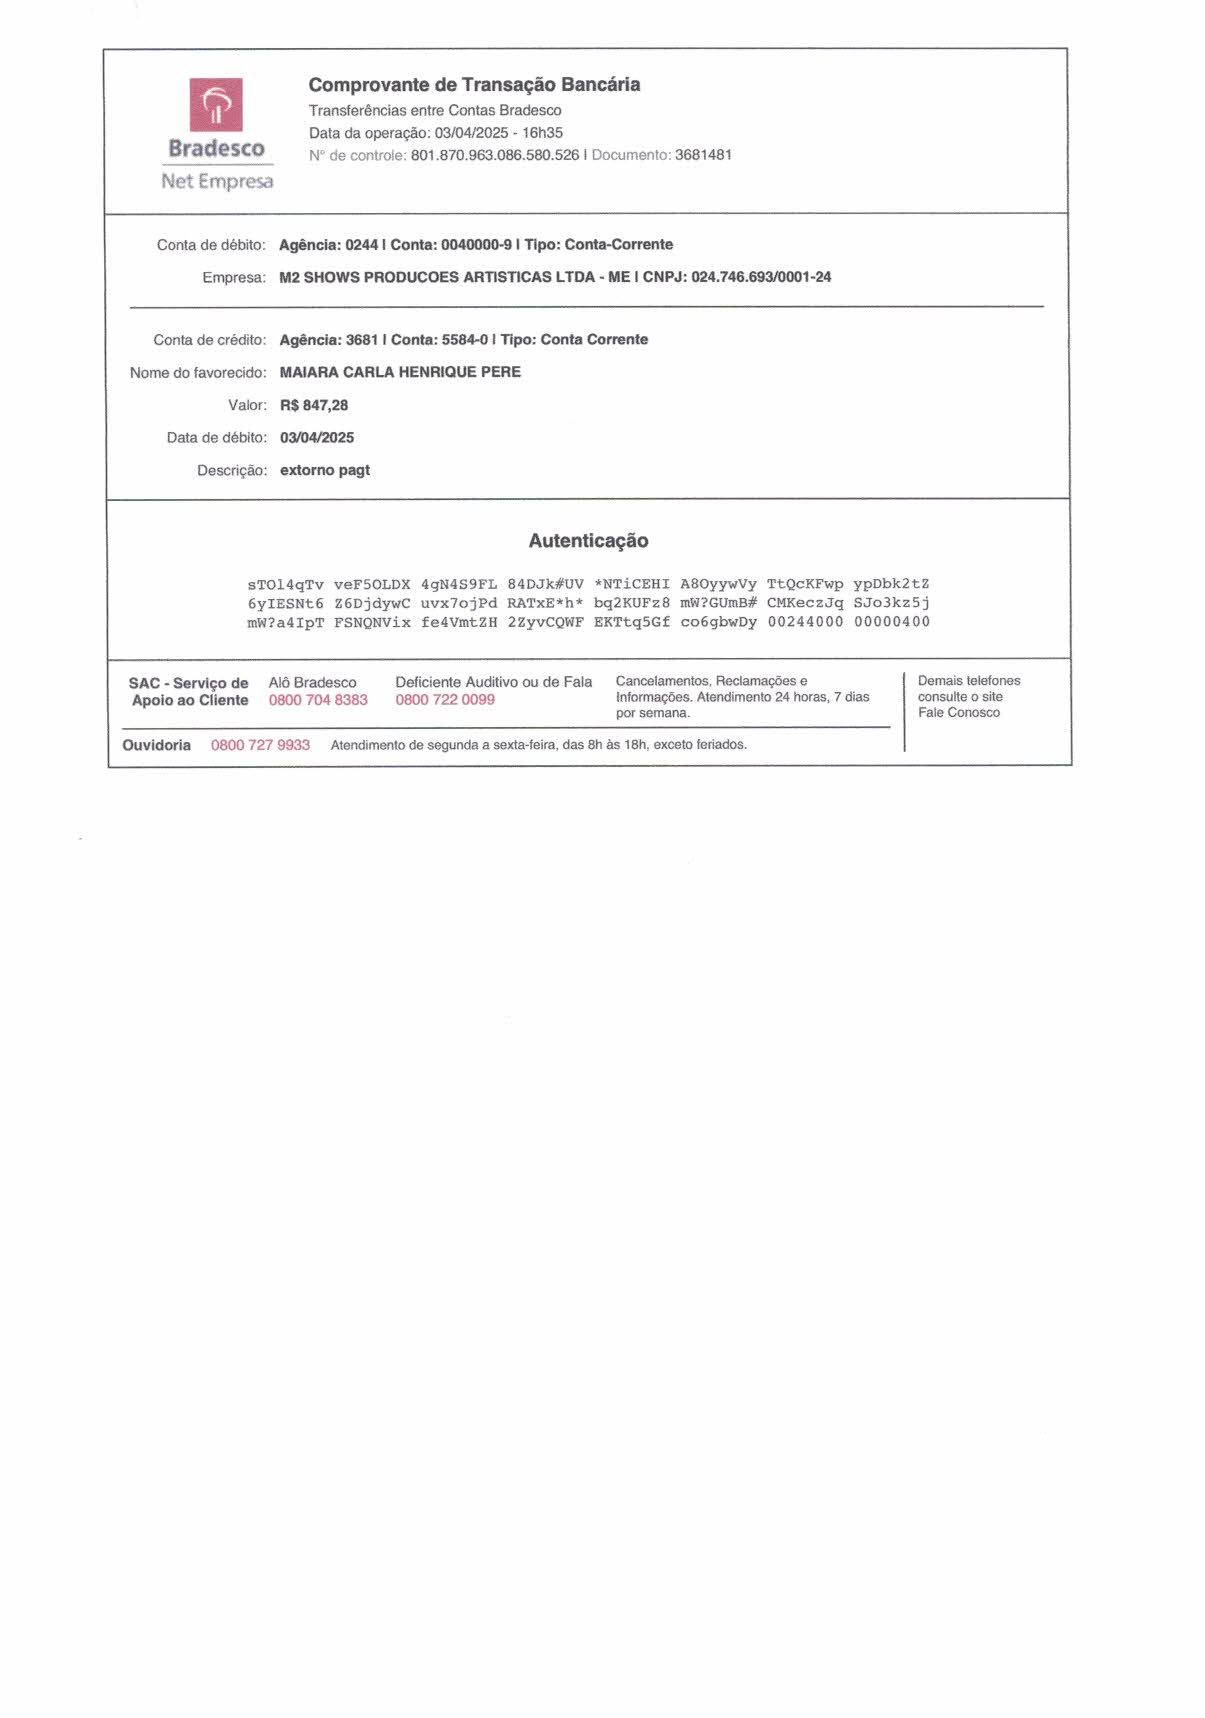 Bradesco
Net Empresa
Comprovante de Transação Bancária
Transferências entre Contas Bradesco
Data da operação: 03/04/2025 - 16h35
N° de controle: 801.870.963.086.580.526 | Documento: 3681481
Conta de débito: Agência: 0244 | Conta: 0040000-9 | Tipo: Conta-Corrente
Empresa: M2 SHOWS PRODUCOES ARTISTICAS LTDA - ME | CNPJ: 024.746.693/0001-24
Conta de crédito: Agência: 3681 | Conta: 5584-0 | Tipo: Conta Corrente
Nome do favorecido: MAIARA CARLA HENRIQUE PERE
Valor: R$ 847,28
Data de débito: 03/04/2025
Descrição: extorno pagt
Autenticação
sTOl4qTv veF5OLDX 4gN4S9FL 84DJk#UV *NTiCEHI A8OyywVy TtQcKFwp ypDbk2tZ
6yIESNt6 Z6DjdywC uvx7ojPd RATxE*h* bq2KUFz8 mW?GUmB# CMKeczJq SJo3kz5j
mW?a4IpT FSNQNVix fe4VmtZH 2ZyvCQWF EKTtq5Gf co6gbwDy 00244000 00000400
SAC - Serviço de Apoio ao Cliente
Alô Bradesco
0800 704 8383
Deficiente Auditivo ou de Fala
0800 722 0099
Cancelamentos, Reclamações e
Informações. Atendimento 24 horas, 7 dias
por semana.
Demais telefones
consulte o site
Fale Conosco
Ouvidoria 0800 727 9933 Atendimento de segunda a sexta-feira, das 8h às 18h, exceto feriados.